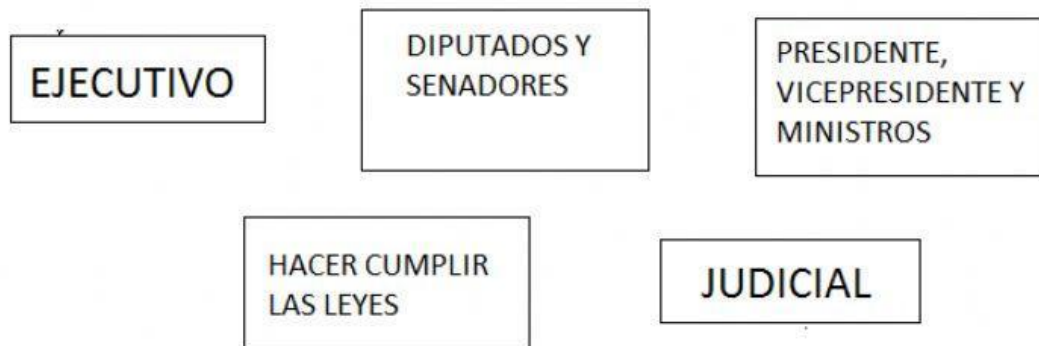 EJECUTIVO
DIPUTADOS Y
SENADORES
PRESIDENTE,
VICEPRESIDENTE Y
MINISTROS
HACER CUMPLIR
LAS LEYES
JUDICIAL